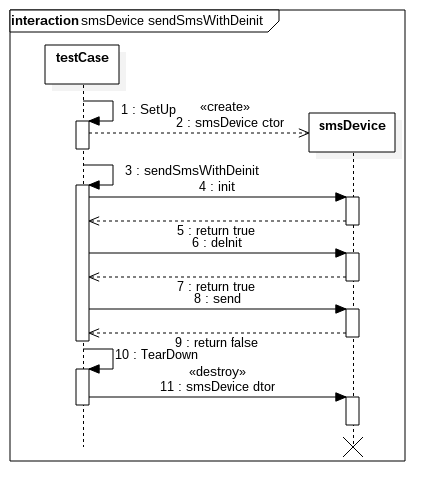 interaction smsDevice sendSmsWithDeinit
testCase
1 : SetUp
«create»
2 : smsDevice ctor
smsDevice
3 : sendSmsWithDeinit
4 : init
5 : return true
6 : deInit
7 : return true
8 : send
9 : return false
10 : TearDown
«destroy»
11 : smsDevice dtor